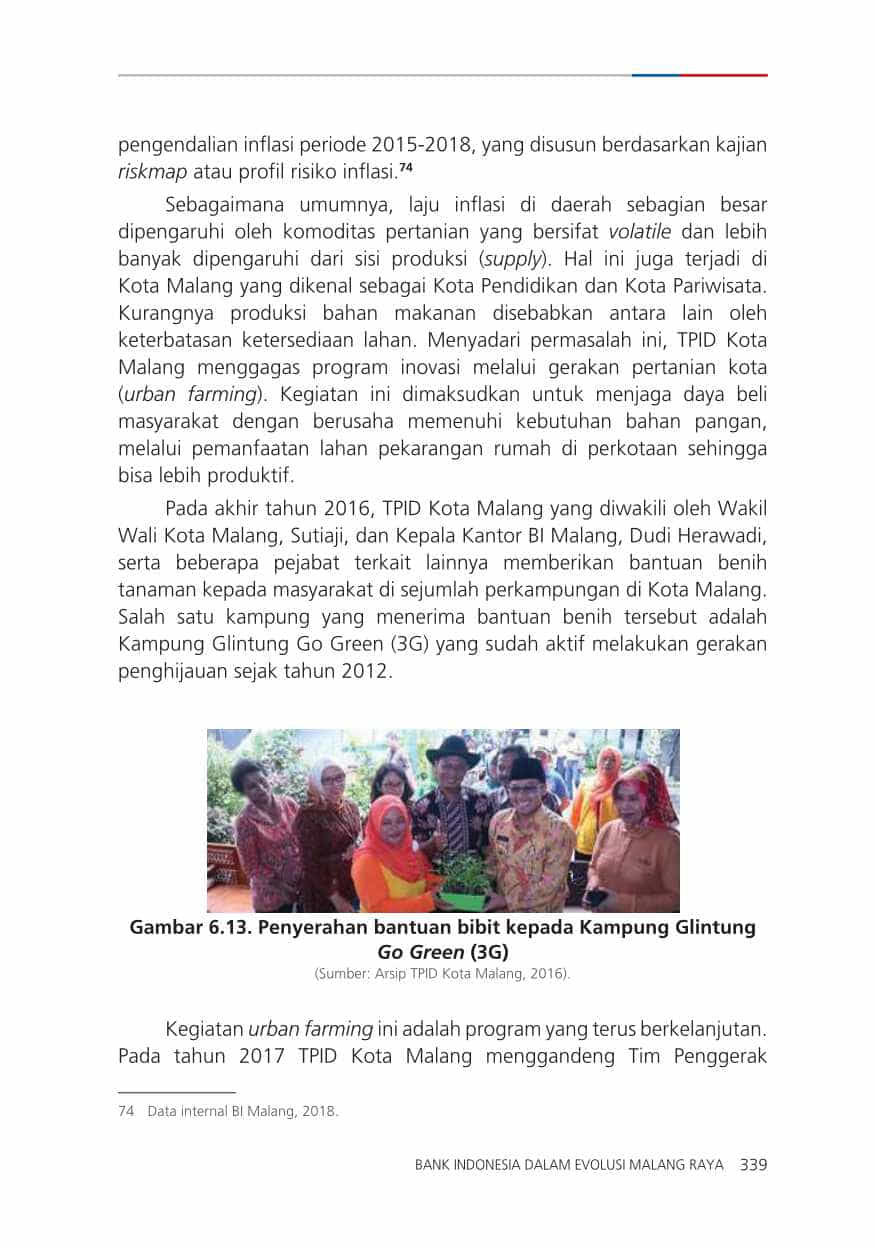 pengendalian inflasi periode 2015-2018, yang disusun berdasarkan kajian
riskmap atau profil risiko inflasi.74
Sebagaimana umumnya, laju inflasi di daerah sebagian besar
dipengaruhi oleh komoditas pertanian yang bersifat volatile dan lebih
banyak dipengaruhi dari sisi produksi (supply). Hal ini juga terjadi di
Kota Malang yang dikenal sebagai Kota Pendidikan dan Kota Pariwisata.
Kurangnya produksi bahan makanan disebabkan antara lain oleh
keterbatasan ketersediaan lahan. Menyadari permasalah ini, TPID Kota
Malang menggagas program inovasi melalui gerakan pertanian kota
(urban farming). Kegiatan ini dimaksudkan untuk menjaga daya beli
masyarakat dengan berusaha memenuhi kebutuhan bahan pangan,
melalui pemanfaatan lahan pekarangan rumah di perkotaan sehingga
bisa lebih produktif.
Pada akhir tahun 2016, TPID Kota Malang yang diwakili oleh Wakil
Wali Kota Malang, Sutiaji, dan Kepala Kantor BI Malang, Dudi Herawadi,
serta beberapa pejabat terkait lainnya memberikan bantuan benih
tanaman kepada masyarakat di sejumlah perkampungan di Kota Malang.
Salah satu kampung yang menerima bantuan benih tersebut adalah
Kampung Glintung Go Green (3G) yang sudah aktif melakukan gerakan
penghijauan sejak tahun 2012.
Gambar 6.13. Penyerahan bantuan bibit kepada Kampung Glintung
Go Green (3G)
(Sumber: Arsip TPID Kota Malang, 2016).
Kegiatan urban farming ini adalah program yang terus berkelanjutan.
Pada tahun 2017 TPID Kota Malang menggandeng Tim Penggerak
74 Data internal BI Malang, 2018.
BANK INDONESIA DALAM EVOLUSI MALANG RAYA 339